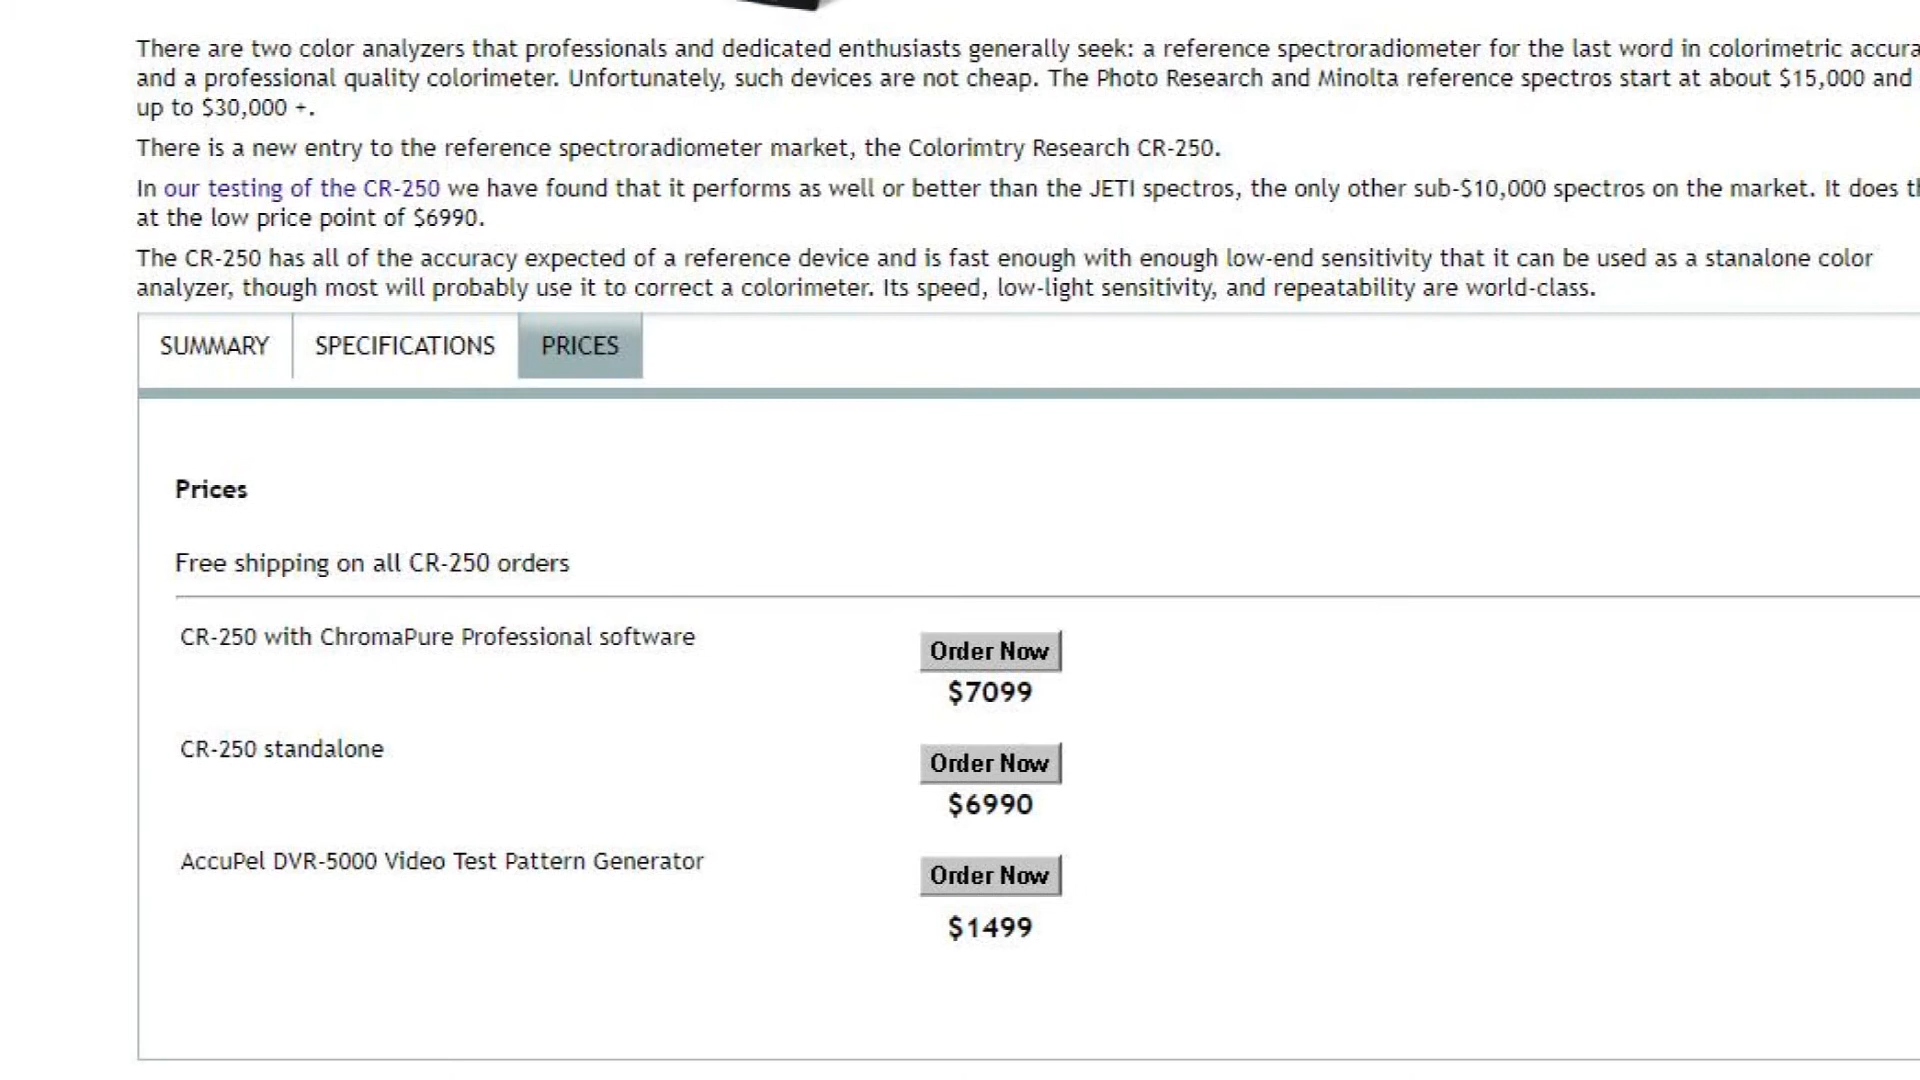 There are two color analyzers that professionals and dedicated enthusiasts generally seek: a reference spectroradiometer for the last word in colorimetric
and a professional quality colorimeter. Unfortunately, such devices are not cheap. The Photo Research and Minolta reference spectros start at about $15,000 and
up to $30,000 +.
There is a new entry to the reference spectroradiometer market, the Colorimtry Research CR-250.
In our testing of the CR-250 we have found that it performs as well or better than the JETI spectros, the only other sub-$10,000 spectros on the market. It does
at the low price point of $6990.
The CR-250 has all of the accuracy expected of a reference device and is fast enough with enough low-end sensitivity that it can be used as a stanalone color
analyzer, though most will probably use it to correct a colorimeter. Its speed, low-light sensitivity, and repeatability are world-class.
SUMMARY SPECIFICATIONS PRICES
Prices
Free shipping on all CR-250 orders
CR-250 with ChromaPure Professional software
Order Now
$7099
CR-250 standalone
Order Now
$6990
AccuPel DVR-5000 Video Test Pattern Generator
Order Now
$1499